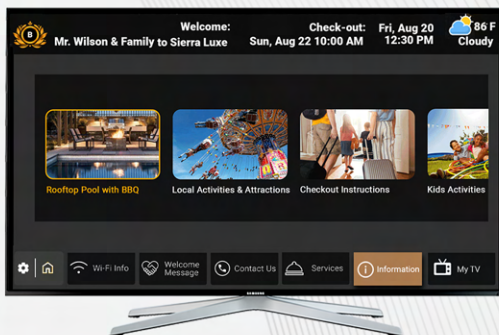 B
Welcome:
Mr. Wilson & Family to Sierra Luxe
Check-out:
Sun, Aug 22 10:00 AM
Fri, Aug 20
12:30 PM
86°F
Cloudy
Rooftop Pool with BBQ
Local Activities & Attractions
Checkout Instructions
Kids Activities
Wi-Fi Info
Welcome
Message
Contact Us
Services
Information
My TV
SAMSUNG